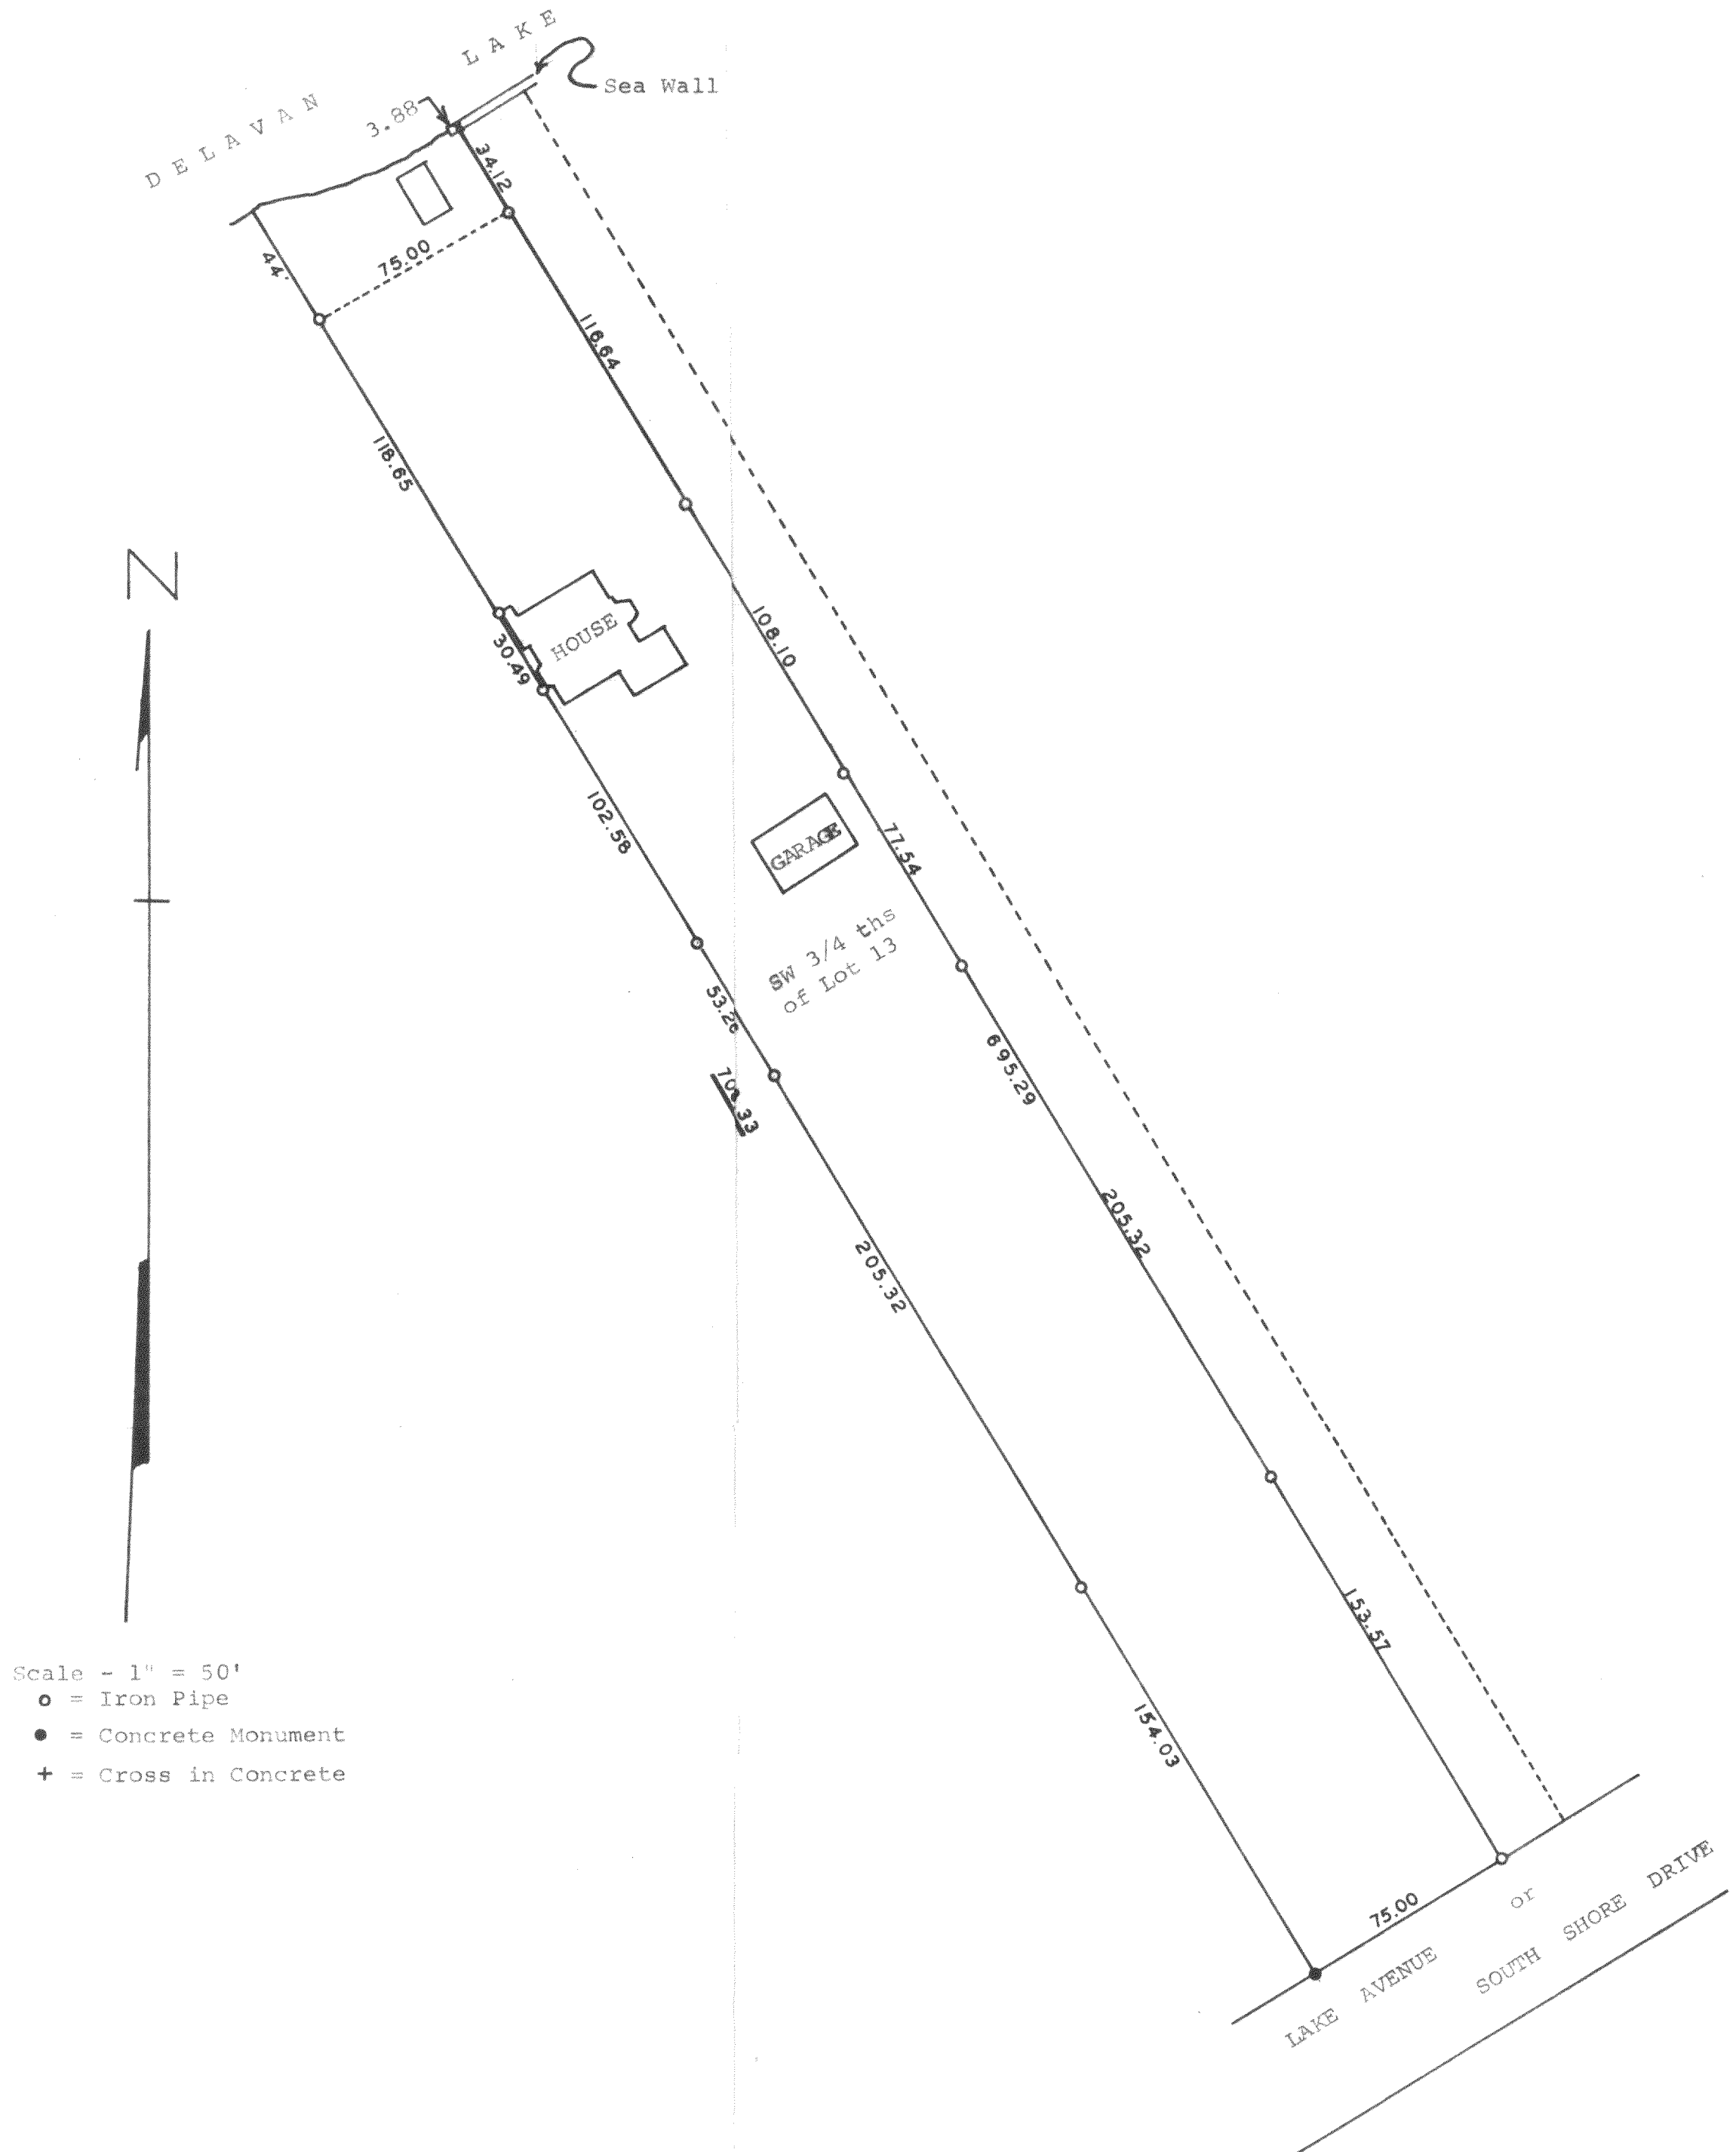 DELAVAN LAKE
Sea Wall
3.88
34.12
44'
75.00
116.64
118.65
N
108.10
HOUSE
30.49
102.58
77.54
GARAGE
SW 3/4 ths
of Lot 13
53.26
695.29
205.32
205.32
153.57
154.03
Scale - 1" = 50'
o = Iron Pipe
● = Concrete Monument
+ = Cross in Concrete
75.00
LAKE AVENUE or
SOUTH SHORE DRIVE